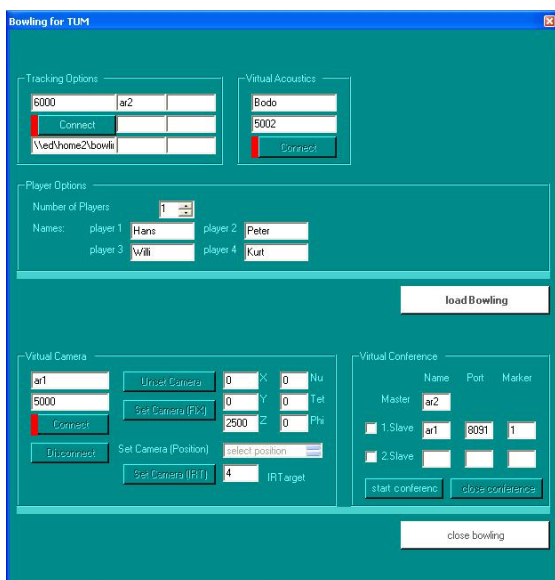 Bowling for TUM
Tracking Options
6000 ar2
Connect
\\ed\home2\bowlin
Virtual Acoustics
Bodo
5002
Connect
Player Options
Number of Players 1
Names: player 1 Hans player 2 Peter
player 3 Willi player 4 Kurt
load Bowling
Virtual Camera
ar1 Unset Camera 0 X 0 Nu
5000 Set Camera (FIX) 0 Y 0 Tet
Connect 2500 Z 0 Phi
Disconnect Set Camera (Position) select position
Set Camera (IRT) 4 IRTarget
Virtual Conference
Name Port Marker
Master ar2
1.Slave ar1 8091 1
2.Slave
start conferenc close conference
close bowling